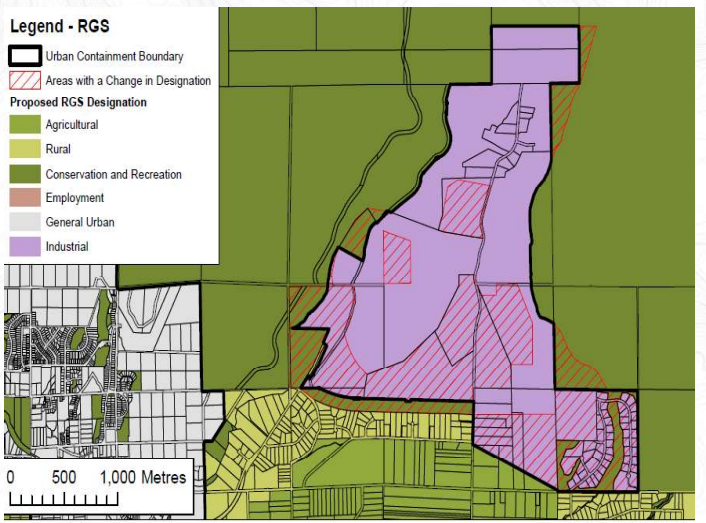 Legend - RGS
Urban Containment Boundary
Areas with a Change in Designation
Proposed RGS Designation
Agricultural
Rural
Conservation and Recreation
Employment
General Urban
Industrial
0 500 1,000 Metres